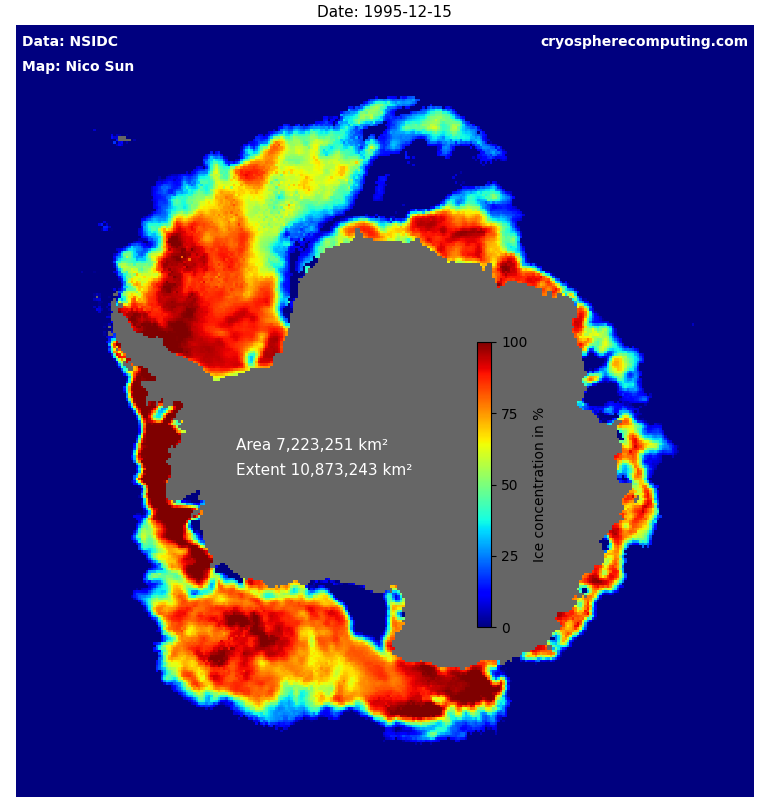 Date: 1995-12-15
Data: NSIDC
cryospherecomputing.com
Map: Nico Sun
100
75
50
25
0
Ice concentration in %
Area 7,223,251 km²
Extent 10,873,243 km²